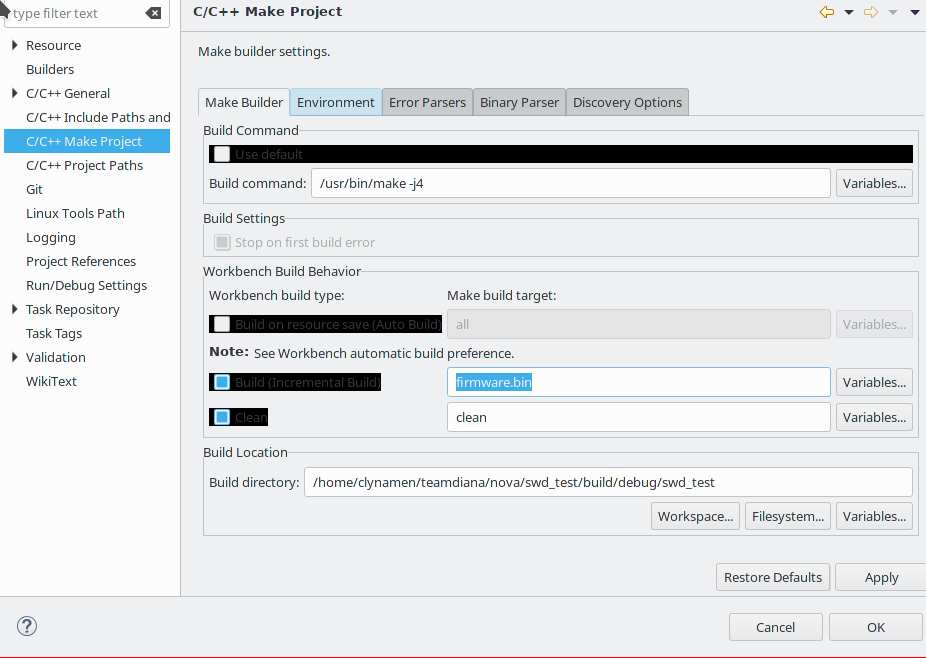 type filter text
C/C++ Make Project
Resource
Builders
C/C++ General
C/C++ Include Paths and
C/C++ Make Project
C/C++ Project Paths
Git
Linux Tools Path
Logging
Project References
Run/Debug Settings
Task Repository
Task Tags
Validation
WikiText
Make builder settings.
Make Builder Environment Error Parsers Binary Parser Discovery Options
Build Command
Use default
Build command: /usr/bin/make -j4 Variables...
Build Settings
Stop on first build error
Workbench Build Behavior
Workbench build type: Make build target:
Build on resource save (Auto Build) all Variables...
Note: See Workbench automatic build preference.
Build (Incremental Build) firmware.bin Variables...
Clean clean Variables...
Build Location
Build directory: /home/clynamen/teamdiana/nova/swd_test/build/debug/swd_test
Workspace... Filesystem... Variables...
Restore Defaults Apply
? Cancel OK